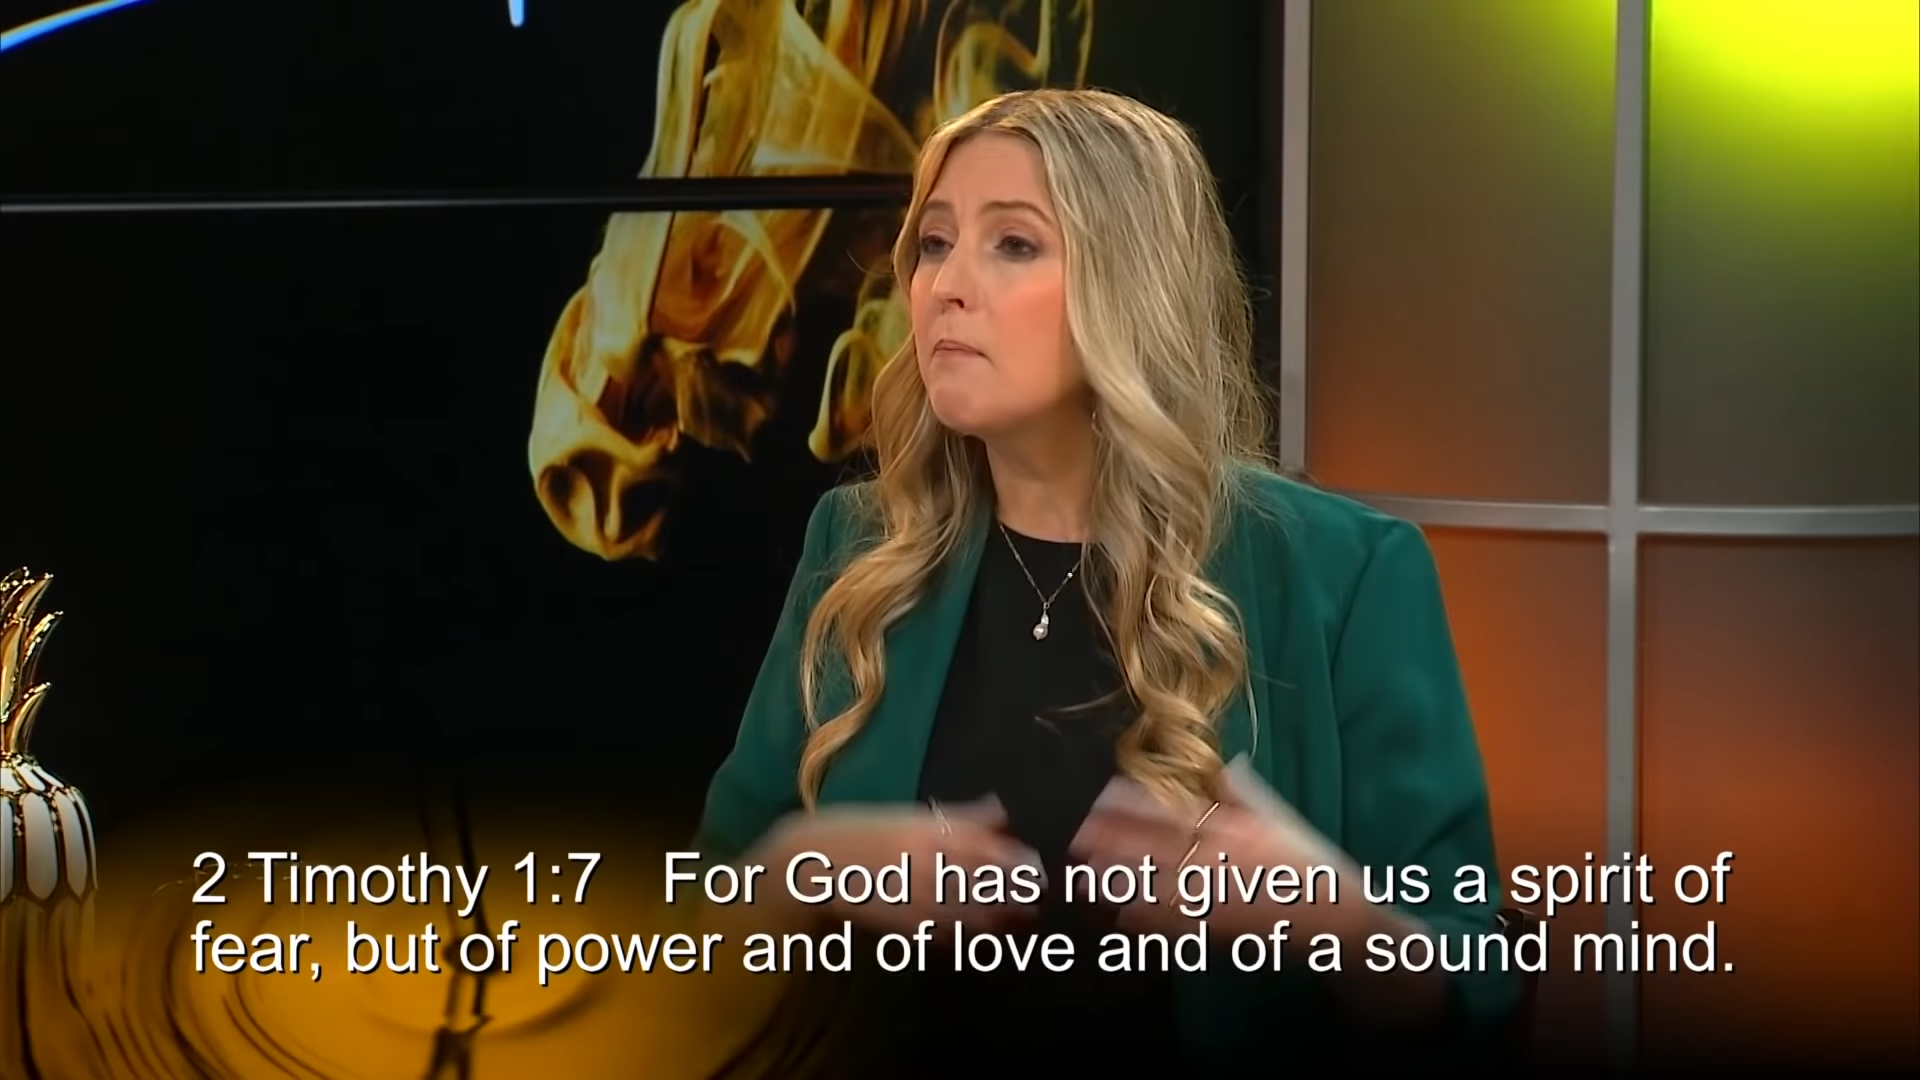 2 Timothy 1:7 For God has not given us a spirit of
fear, but of power and of love and of a sound mind.